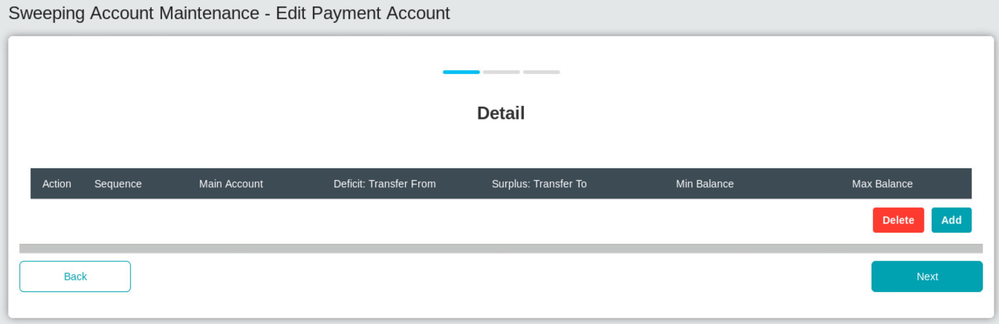 Sweeping Account Maintenance - Edit Payment Account
Detail
Action Sequence Main Account Deficit: Transfer From Surplus: Transfer To Min Balance Max Balance
Delete Add
Back Next